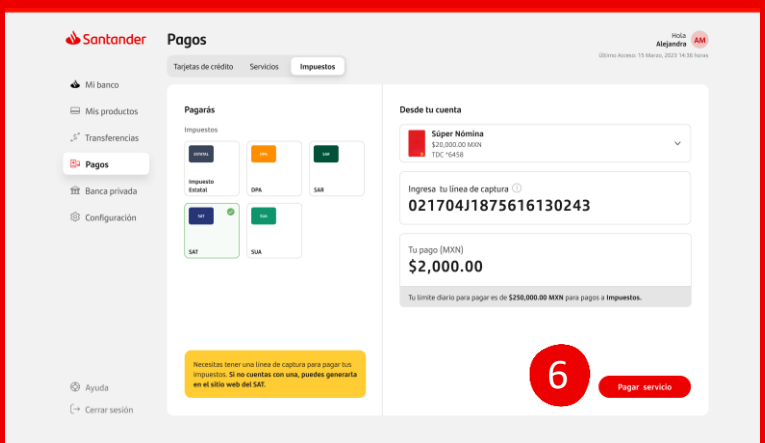 Santander
Pagos
Hola
Alejandra
AM
Último Acceso: 15 Marzo, 2023 14:36 horas
Tarjetas de crédito
Servicios
Impuestos
Mi banco
Mis productos
Transferencias
Pagos
Banca privada
Configuración
Ayuda
Cerrar sesión
Pagarás
Impuestos
ESTATAL
Impuesto
Estatal
DPA
DPA
SAR
SAR
SAT
SAT
SUA
SUA
Necesitas tener una línea de captura para pagar tus
impuestos. Si no cuentas con una, puedes generarla
en el sitio web del SAT.
Desde tu cuenta
Súper Nómina
$20,000.00 MXN
TDC *6458
Ingresa tu línea de captura
021704J1875616130243
Tu pago (MXN)
$2,000.00
Tu límite diario para pagar es de $250,000.00 MXN para pagos a Impuestos.
6
Pagar servicio